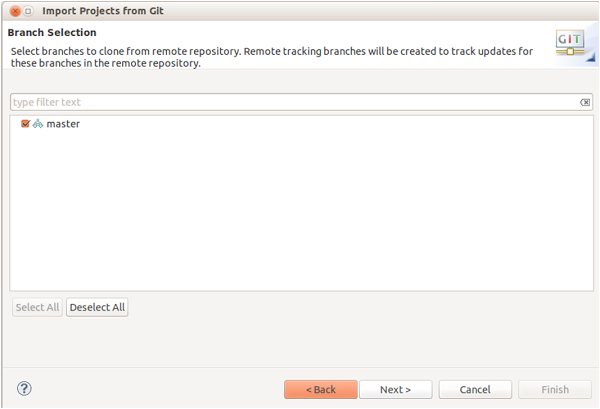 Import Projects from Git
Branch Selection
Select branches to clone from remote repository. Remote tracking branches will be created to track updates for
these branches in the remote repository.
GIT
type filter text
master
Select All Deselect All
? < Back Next > Cancel Finish